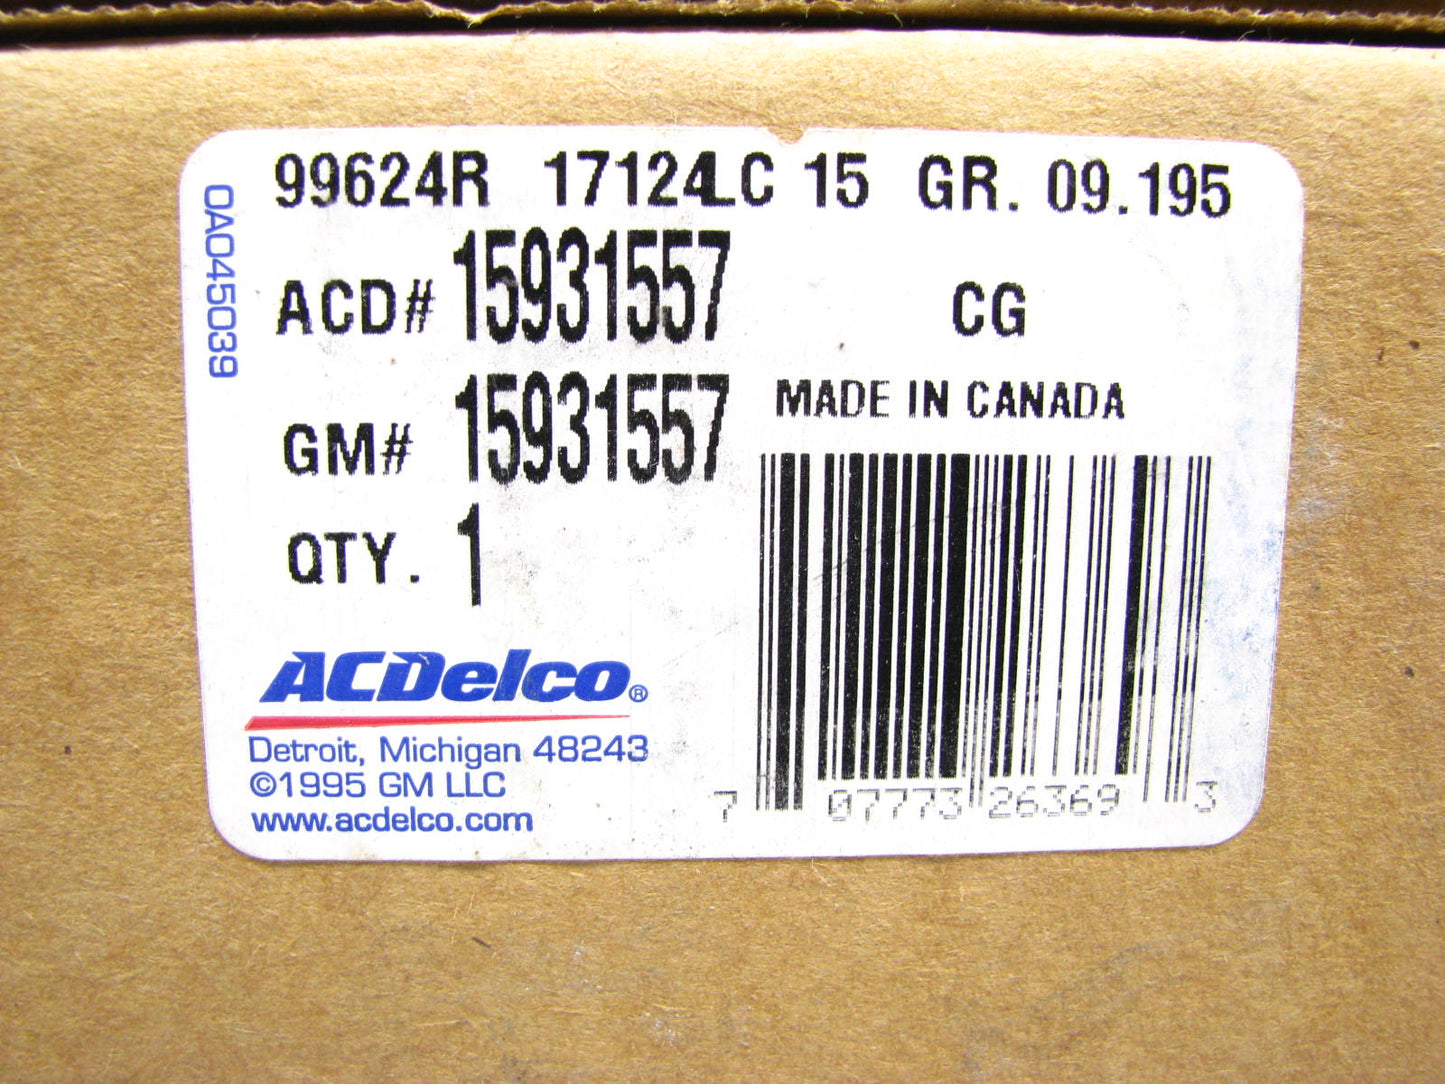 99624R 17124LC 15 GR. 09.195
0A045039
ACD# 15931557
CG
GM# 15931557
MADE IN CANADA
QTY. 1
ACDelco®
Detroit, Michigan 48243
©1995 GM LLC
www.acdelco.com
7 07773 26369 3